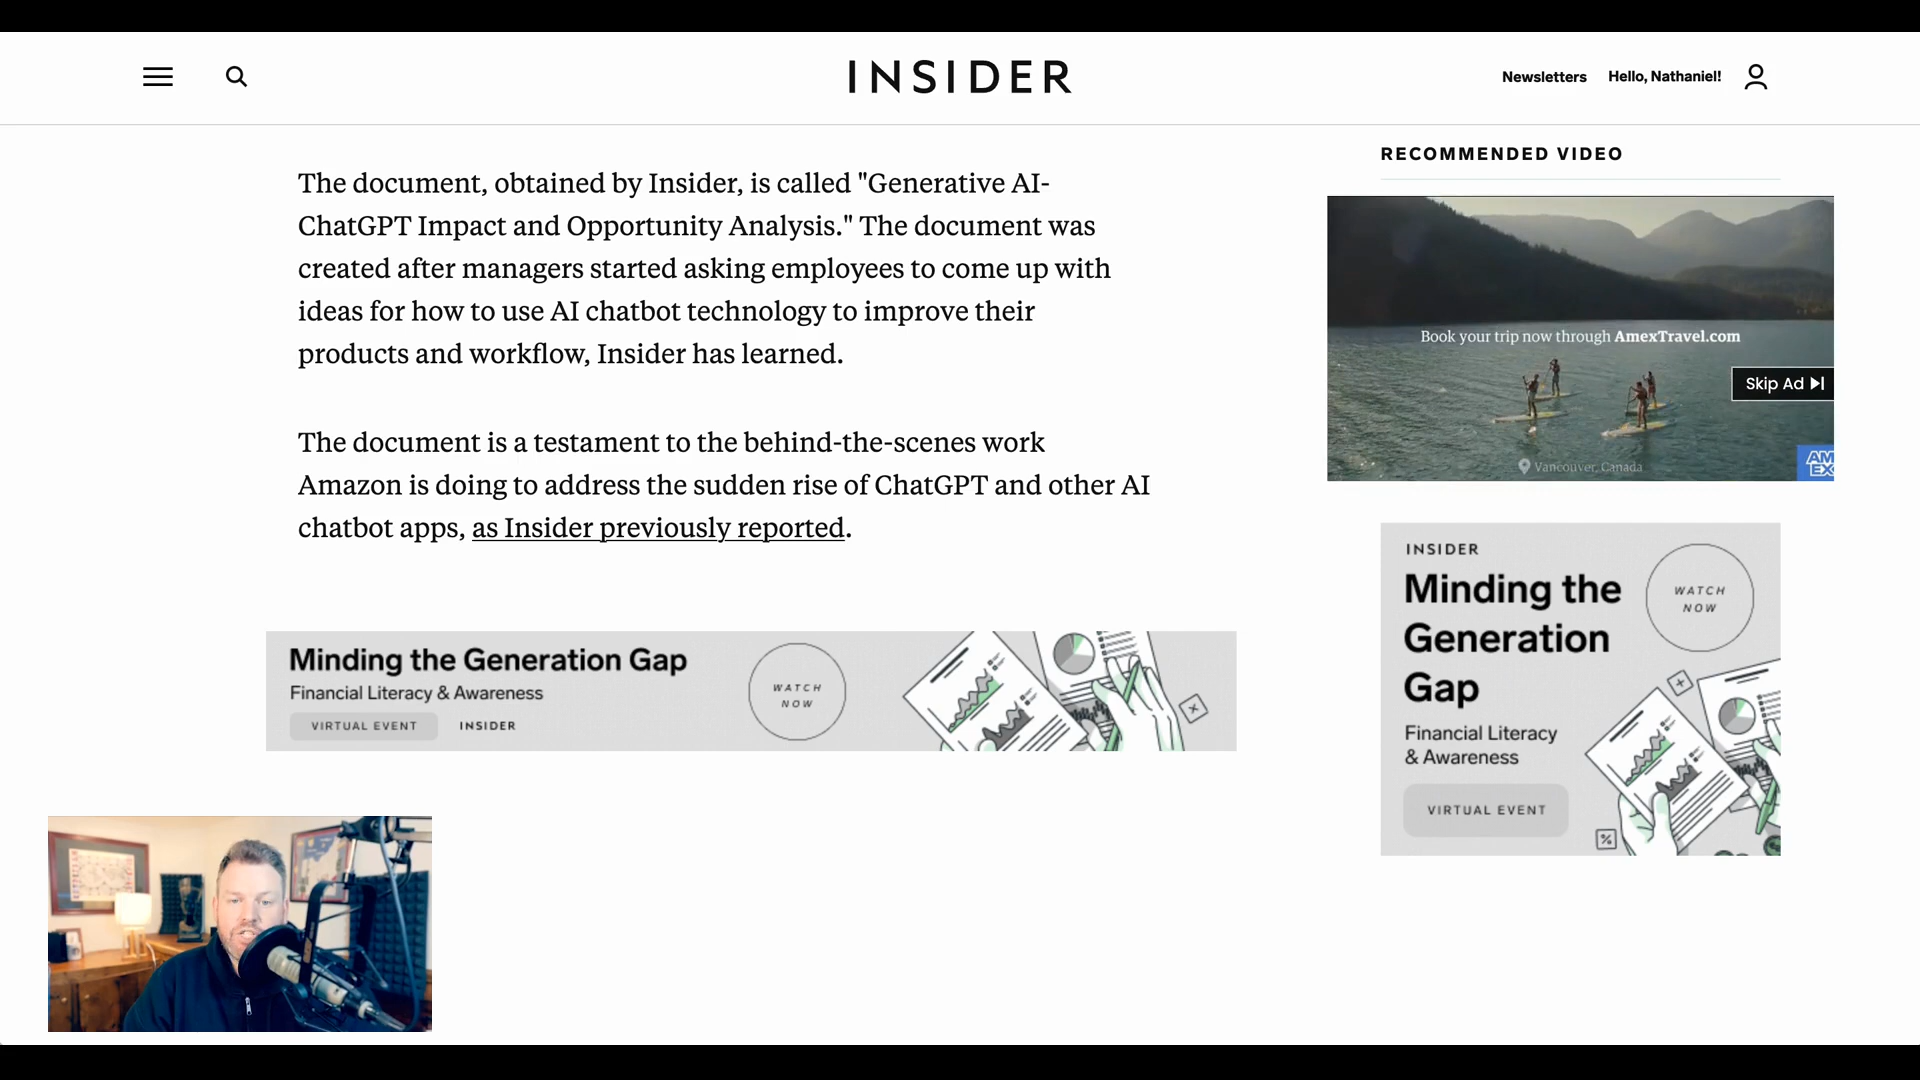 INSIDER
Newsletters
Hello, Nathaniel!
The document, obtained by Insider, is called "Generative AI-
ChatGPT Impact and Opportunity Analysis." The document was
created after managers started asking employees to come up with
ideas for how to use AI chatbot technology to improve their
products and workflow, Insider has learned.
The document is a testament to the behind-the-scenes work
Amazon is doing to address the sudden rise of ChatGPT and other AI
chatbot apps, as Insider previously reported.
Minding the Generation Gap
Financial Literacy & Awareness
VIRTUAL EVENT
INSIDER
WATCH
NOW
RECOMMENDED VIDEO
Book your trip now through AmexTravel.com
Skip Ad
Vancouver, Canada
AM
EX
INSIDER
Minding the
Generation
Gap
WATCH
NOW
Financial Literacy
& Awareness
VIRTUAL EVENT